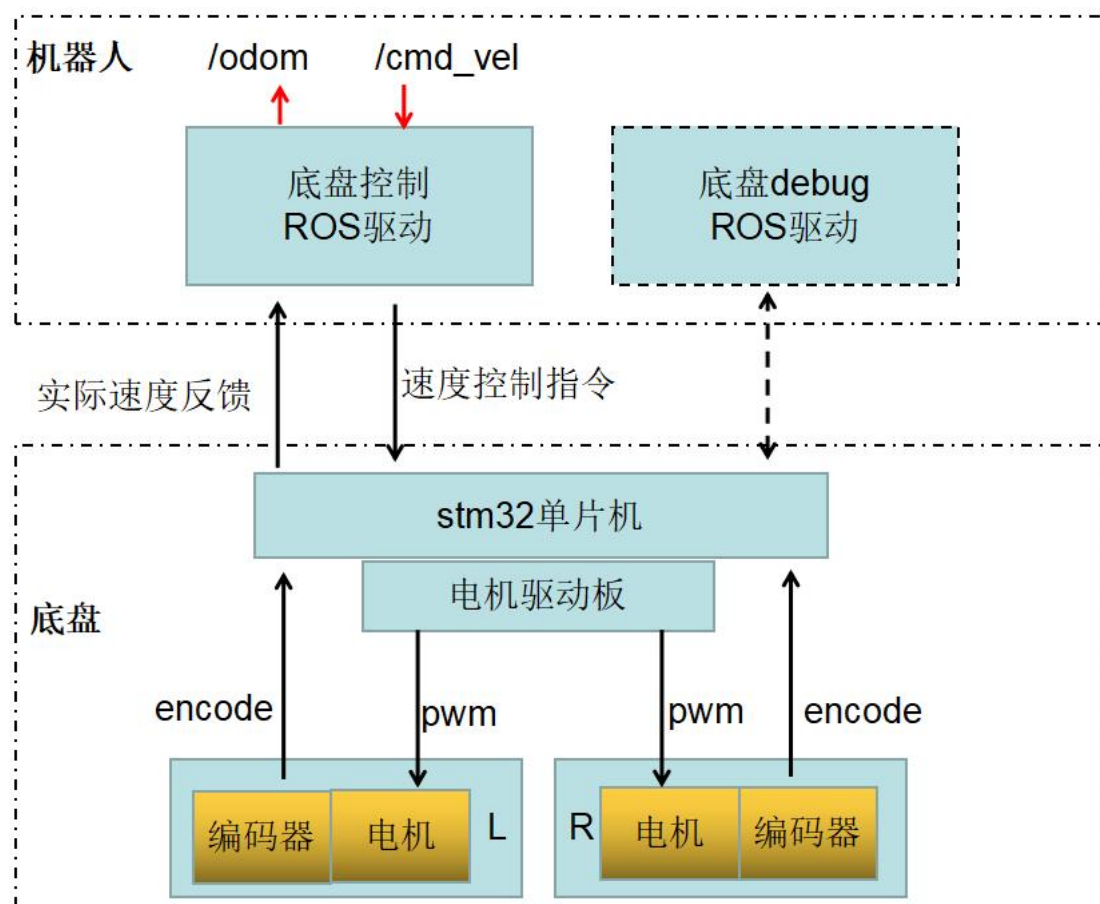 机器人
/odom
/cmd_vel
底盘控制
ROS驱动
底盘debug
ROS驱动
实际速度反馈
速度控制指令
stm32单片机
电机驱动板
底盘
encode
pwm
pwm
encode
编码器
电机
L
R
电机
编码器